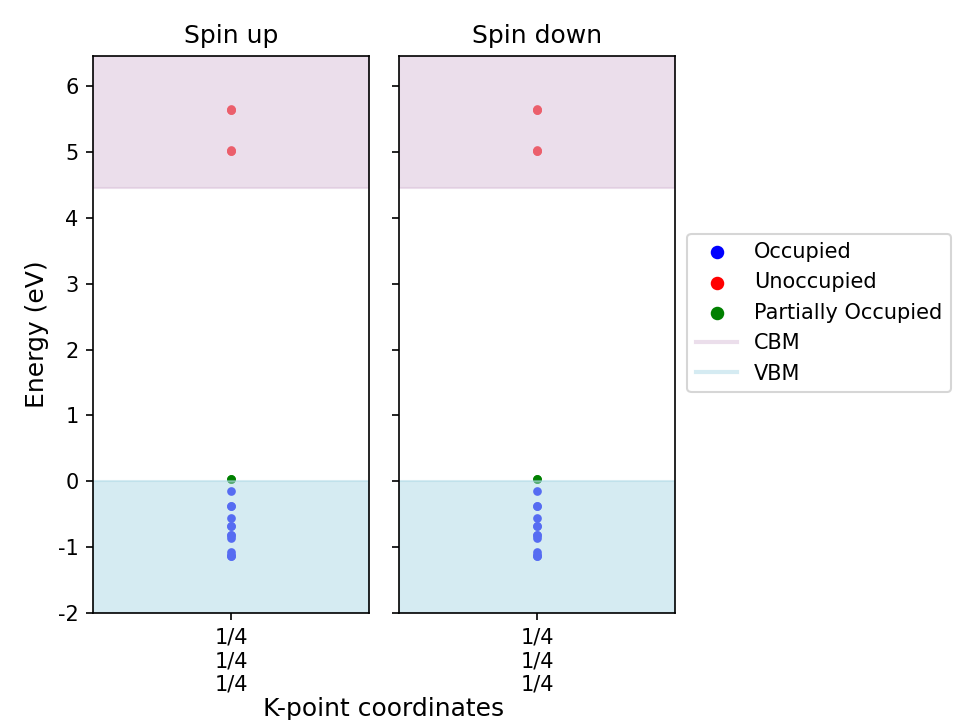 Spin up
Spin down
Energy (eV)
6
5
4
3
2
1
0
-1
-2
1/4
1/4
1/4
1/4
1/4
1/4
K-point coordinates
Occupied
Unoccupied
Partially Occupied
CBM
VBM